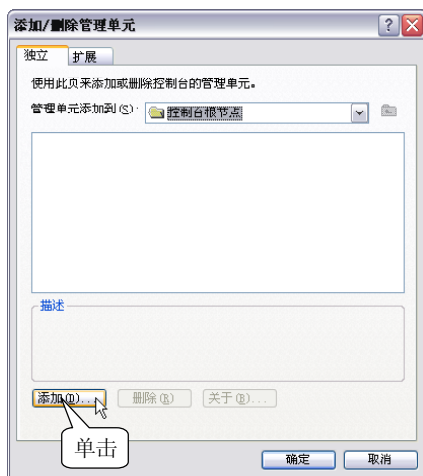 添加/删除管理单元
独立 扩展
使用此页来添加或删除控制台的管理单元。
管理单元添加到(S): 控制台根节点
描述
添加(D)... 删除(R) 关于(B)...
单击
确定 取消